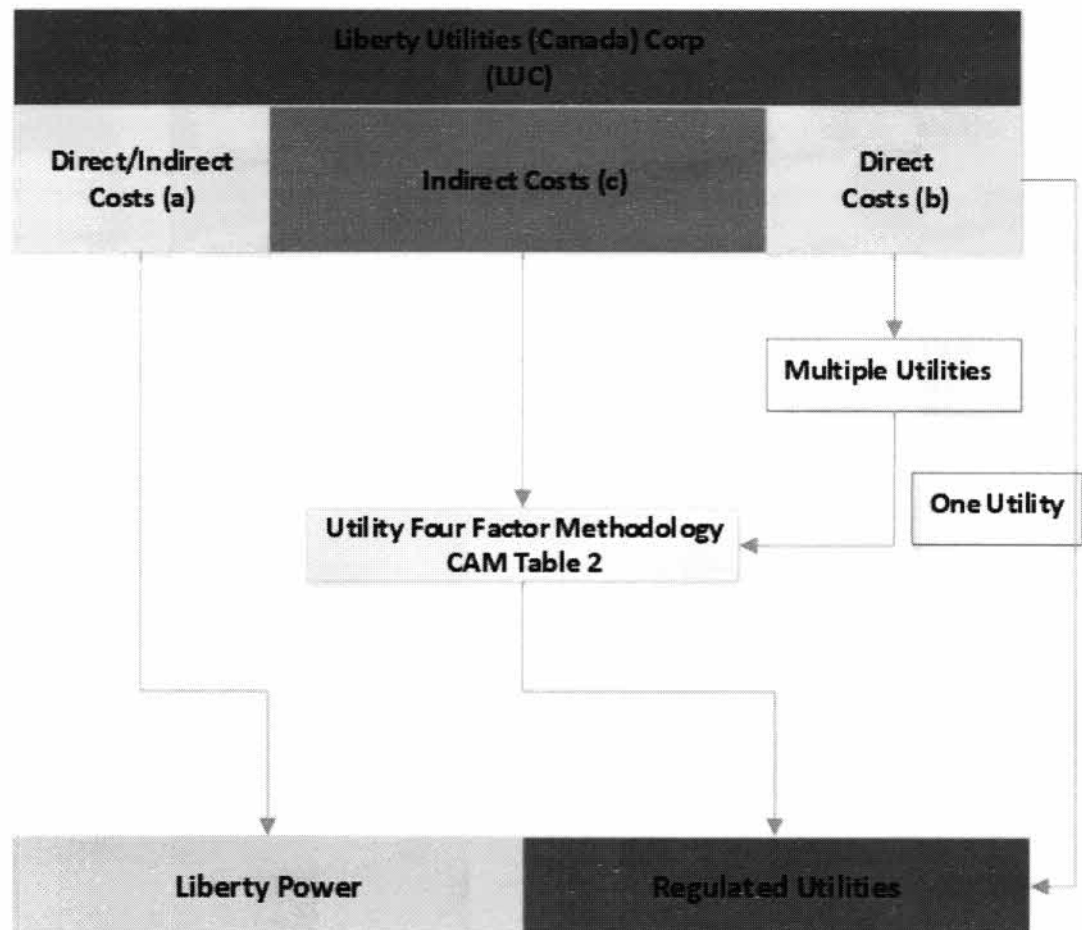 Liberty Utilities (Canada) Corp
(LUC)
Direct/Indirect
Costs (a)
Indirect Costs (c)
Direct
Costs (b)
Multiple Utilities
One Utility
Utility Four Factor Methodology
CAM Table 2
Liberty Power
Regulated Utilities